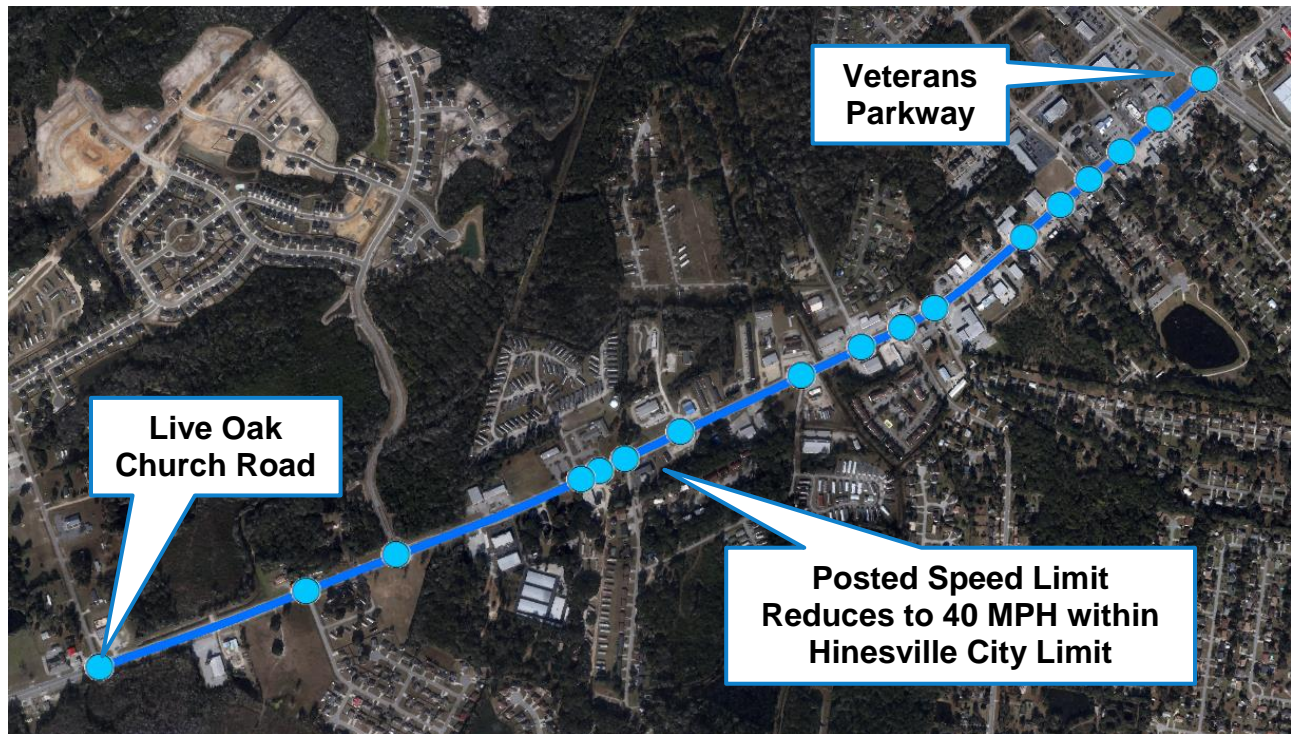 Veterans
Parkway
Live Oak
Church Road
Posted Speed Limit
Reduces to 40 MPH within
Hinesville City Limit